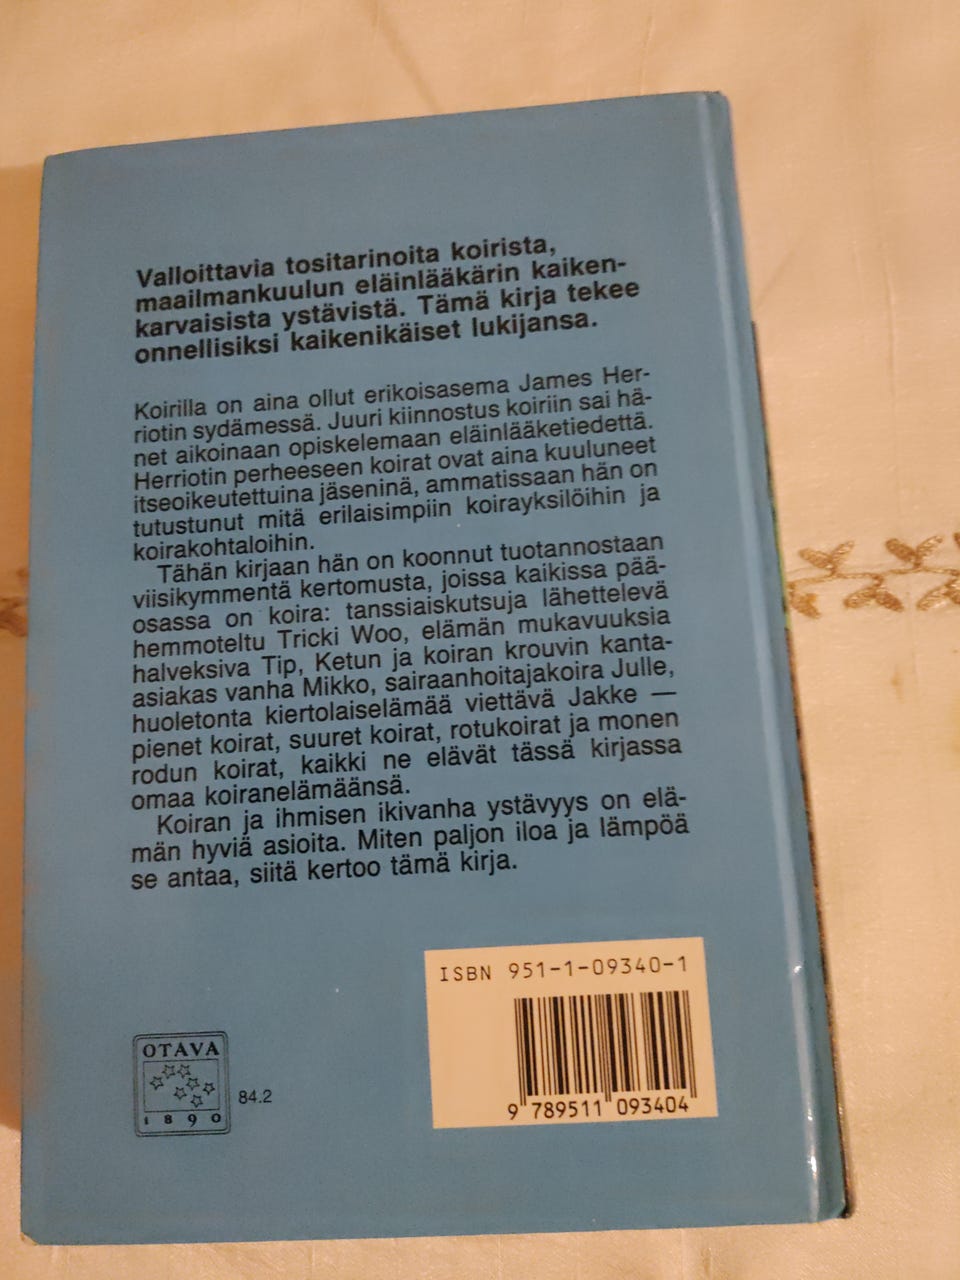 Valloittavia tositarinoita koirista,
maailmankuulun eläinlääkärin kaiken-
karvaisista ystävistä. Tämä kirja tekee
onnellisiksi kaikenikäiset lukijansa.
Koirilla on aina ollut erikoisasema James Her-
riotin sydämessä. Juuri kiinnostus koiriin sai hä-
net aikoinaan opiskelemaan eläinlääketiedettä.
Herriotin perheeseen koirat ovat aina kuuluneet
itseoikeutettuina jäseninä, ammatissaan hän on
tutustunut mitä erilaisimpiin koirayksilöihin ja
koirakohtaloihin.
Tähän kirjaan hän on koonnut tuotannostaan
viisikymmentä kertomusta, joissa kaikissa pää-
osassa on koira: tanssiaiskutsuja lähettelevä
hemmoteltu Tricki Woo, elämän mukavuuksia
halveksiva Tip, Ketun ja koiran krouvin kanta-
asiakas vanha Mikko, sairaanhoitajakoira Julle,
huoletonta kiertolaiselämää viettävä Jakke —
pienet koirat, suuret koirat, rotukoirat ja monen
rodun koirat, kaikki ne elävät tässä kirjassa
omaa koiranelämäänsä.
Koiran ja ihmisen ikivanha ystävyys on elä-
män hyviä asioita. Miten paljon iloa ja lämpöä
se antaa, siitä kertoo tämä kirja.
ISBN 951-1-09340-1
9 789511 093404
OTAVA
1890
84.2